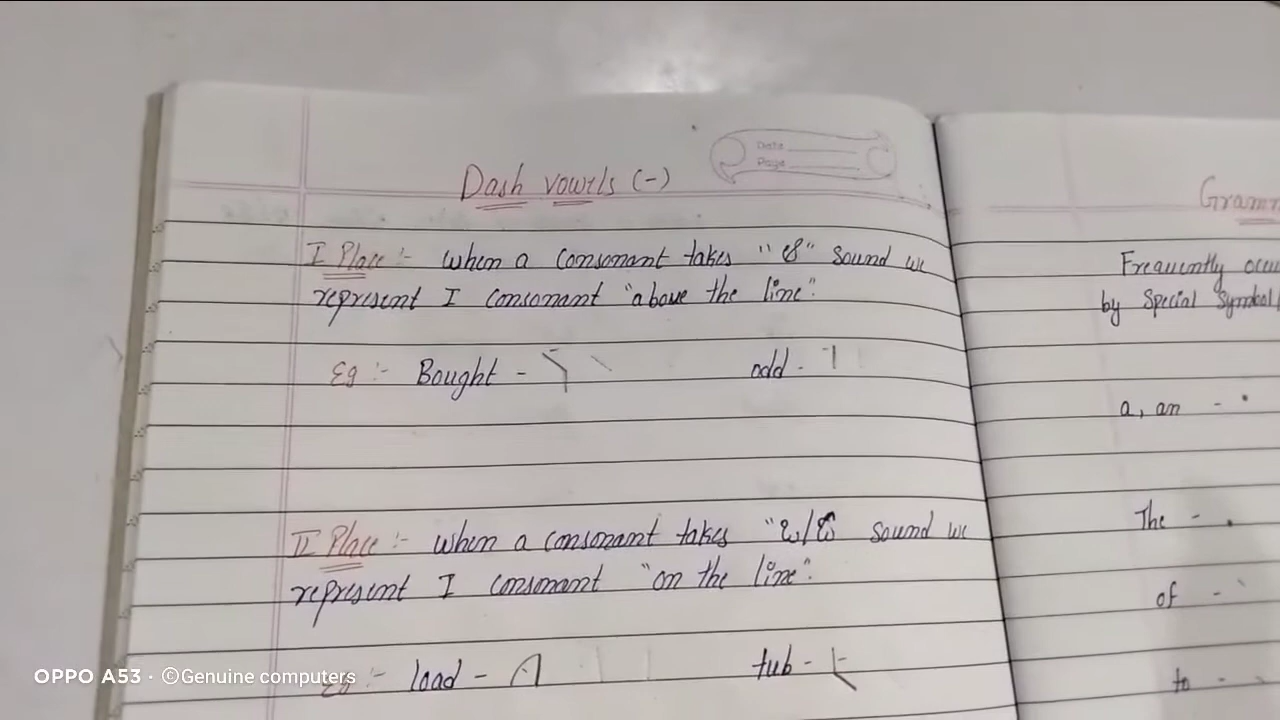 Date
Page
Dash vowels (-)
I Place :- when a consonant takes " " sound we
represent I consonant "above the line".
Eg :- Bought - odd -
II Place :- when a consonant takes " sound we
represent I consonant "on the line".
Eg :- load - tub -
Frequently
by Special Symbol/
a, an - .
The - .
of -
to -
OPPO A53 · ©Genuine computers